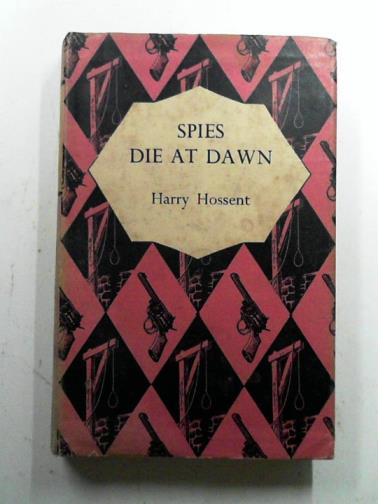 SPIES
DIE AT DAWN
Harry Hossent